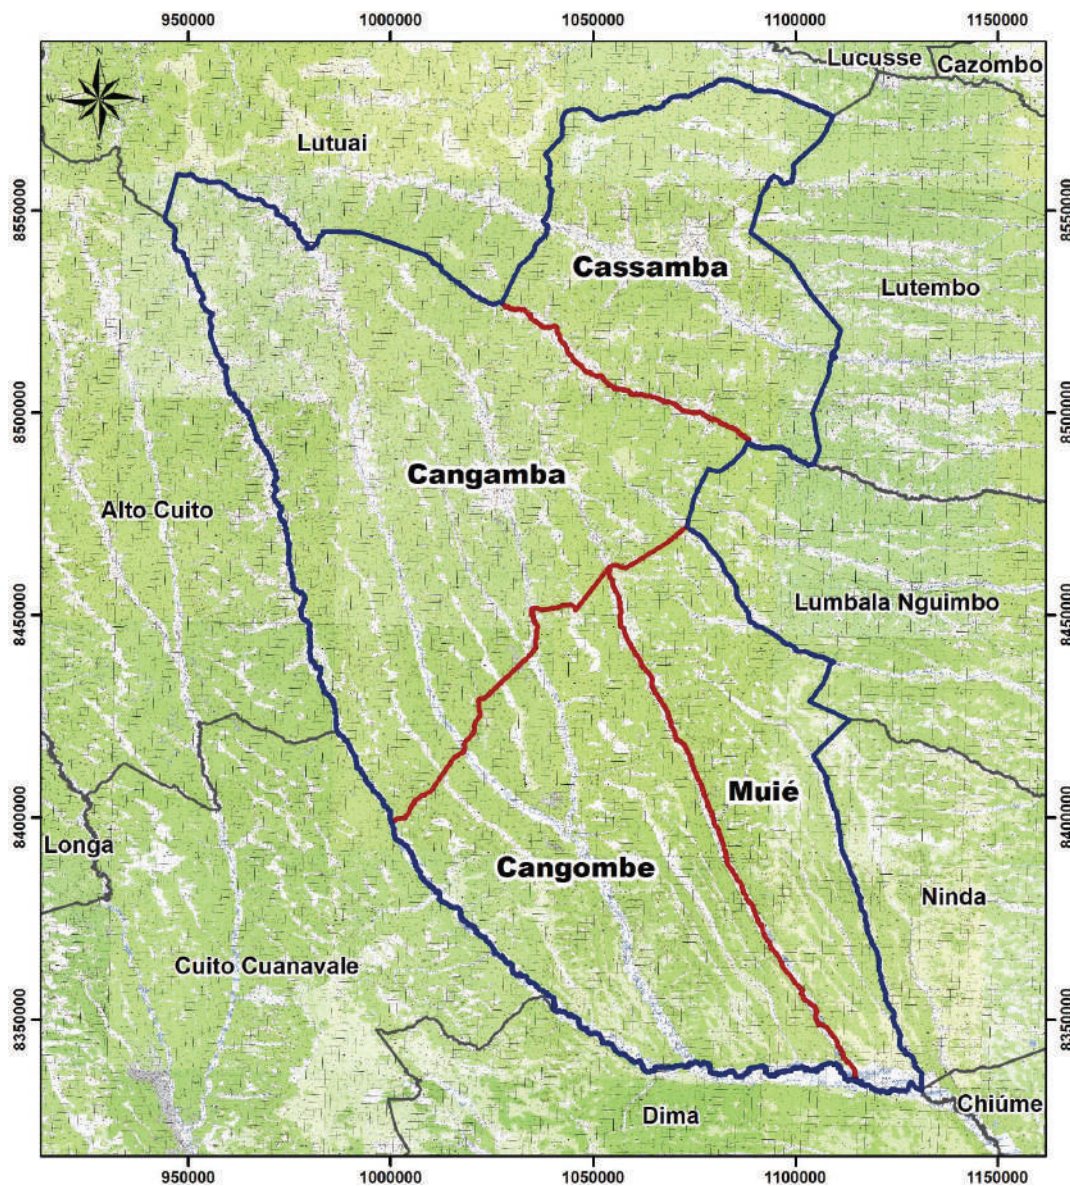 950000 1000000 1050000 1100000 1150000
Lucusse
Cazombo
N
W E
S
Lutuai
8550000 8550000
Cassamba
Lutembo
8500000 8500000
Cangamba
Alto Cuito
Lumbala Nguimbo
8450000 8450000
Muié
8400000 8400000
Longa
Cangombe
Ninda
Cuito Cuanavale
8350000 8350000
Chiúme
Dima
950000 1000000 1050000 1100000 1150000